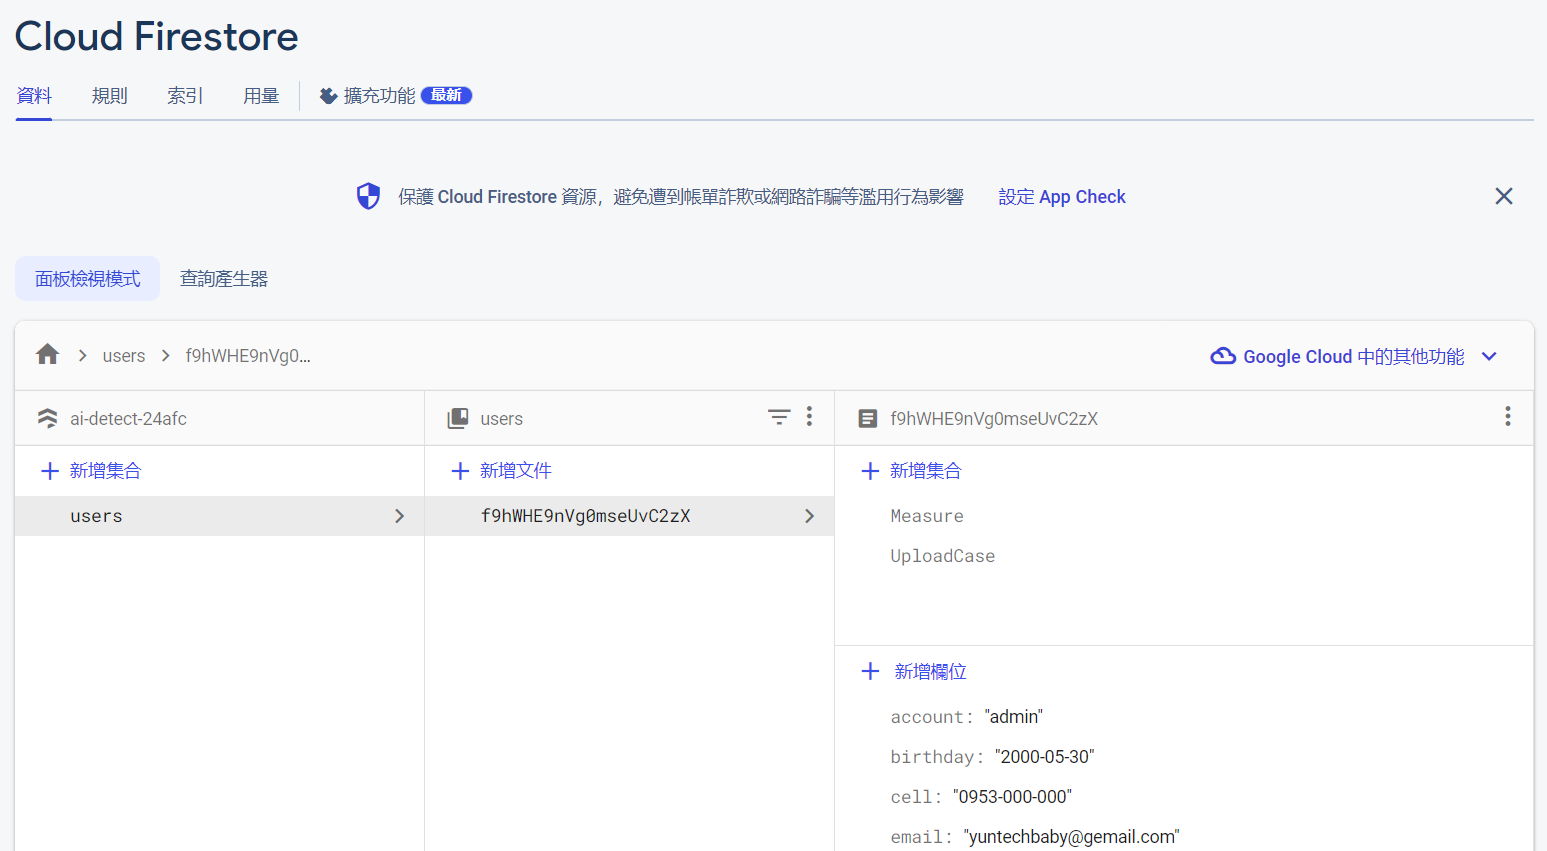 Cloud Firestore
資料 規則 索引 用量 擴充功能 最新
保護 Cloud Firestore 資源，避免遭到帳單詐欺或網路詐騙等濫用行為影響 設定 App Check
面板檢視模式 查詢產生器
users f9hWHE9nVg0... Google Cloud 中的其他功能
ai-detect-24afc users f9hWHE9nVg0mseUvC2zX
新增集合 新增文件 新增集合
users f9hWHE9nVg0mseUvC2zX Measure
UploadCase
新增欄位
account: "admin"
birthday: "2000-05-30"
cell: "0953-000-000"
email: "yuntechbaby@gemail.com"